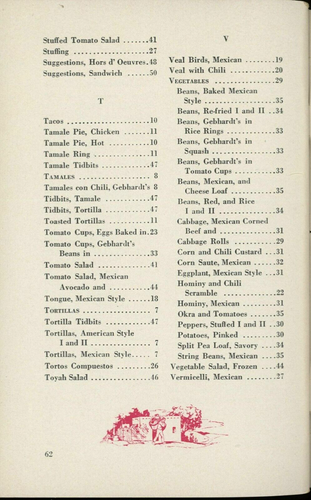 Stuffed Tomato Salad .......41
Stuffing ....................27
Suggestions, Hors d' Oeuvres.48
Suggestions, Sandwich .....50
T
Tacos ......................10
Tamale Pie, Chicken .......11
Tamale Pie, Hot ...........10
Tamale Ring ...............11
Tamale Tidbits .............47
TAMALES .................. 8
Tamales con Chili, Gebhardt's 8
Tidbits, Tamale ............47
Tidbits, Tortilla ............47
Toasted Tortillas ...........11
Tomato Cups, Eggs Baked in.23
Tomato Cups, Gebhardt's
Beans in ................33
Tomato Salad ..............41
Tomato Salad, Mexican
Avocado and ............44
Tongue, Mexican Style ......18
TORTILLAS ................ 7
Tortilla Tidbits ............47
Tortillas, American Style
I and II ................. 7
Tortillas, Mexican Style..... 7
Tortos Compuestos .........26
Toyah Salad ...............46
V
Veal Birds, Mexican ........19
Veal with Chili ............20
VEGETABLES ...............29
Beans, Baked Mexican
Style ..................35
Beans, Re-fried I and II ..34
Beans, Gebhardt's in
Rice Rings .............33
Beans, Gebhardt's in
Squash ................33
Beans, Gebhardt's in
Tomato Cups ...........33
Beans, Mexican, and
Cheese Loaf ............35
Beans, Red, and Rice
I and II ...............34
Cabbage, Mexican Corned
Beef and ...............31
Cabbage Rolls ...........29
Corn and Chili Custard ...31
Corn Saute, Mexican .....32
Eggplant, Mexican Style ...31
Hominy and Chili
Scramble ...............22
Hominy, Mexican .........31
Okra and Tomatoes .......35
Peppers, Stuffed I and II ..30
Potatoes, Pinked ..........30
Split Pea Loaf, Savory ....34
String Beans, Mexican ....35
Vegetable Salad, Frozen ....44
Vermicelli, Mexican ........27
62